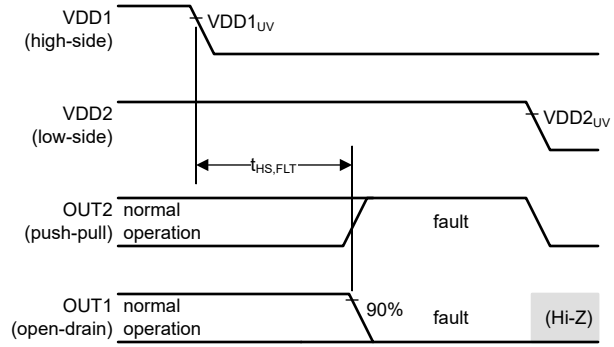 VDD1
(high-side)
VDD1UV
VDD2
(low-side)
VDD2UV
tHS,FLT
OUT2
(push-pull)
normal
operation
fault
OUT1
(open-drain)
normal
operation
90%
fault
(Hi-Z)